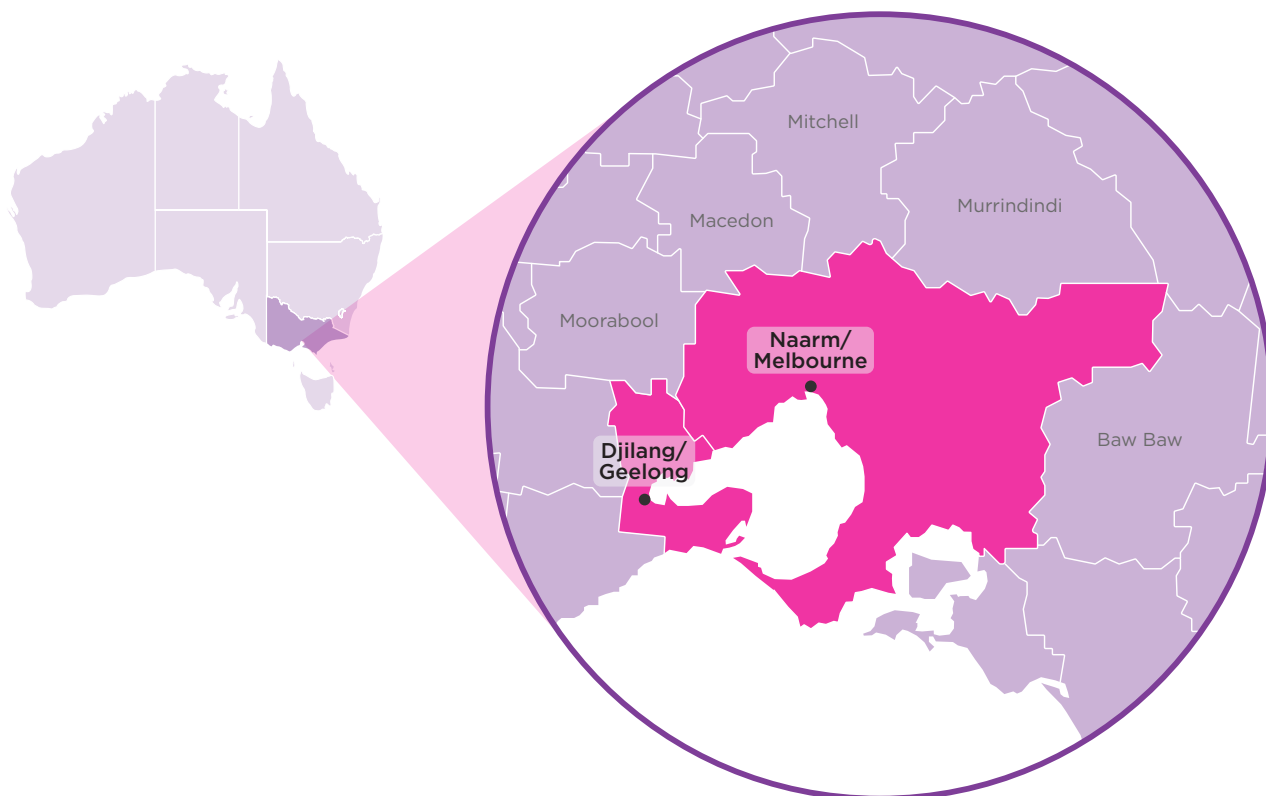 Mitchell
Murrindindi
Macedon
Moorabool
Naarm/
Melbourne
Baw Baw
Djilang/
Geelong